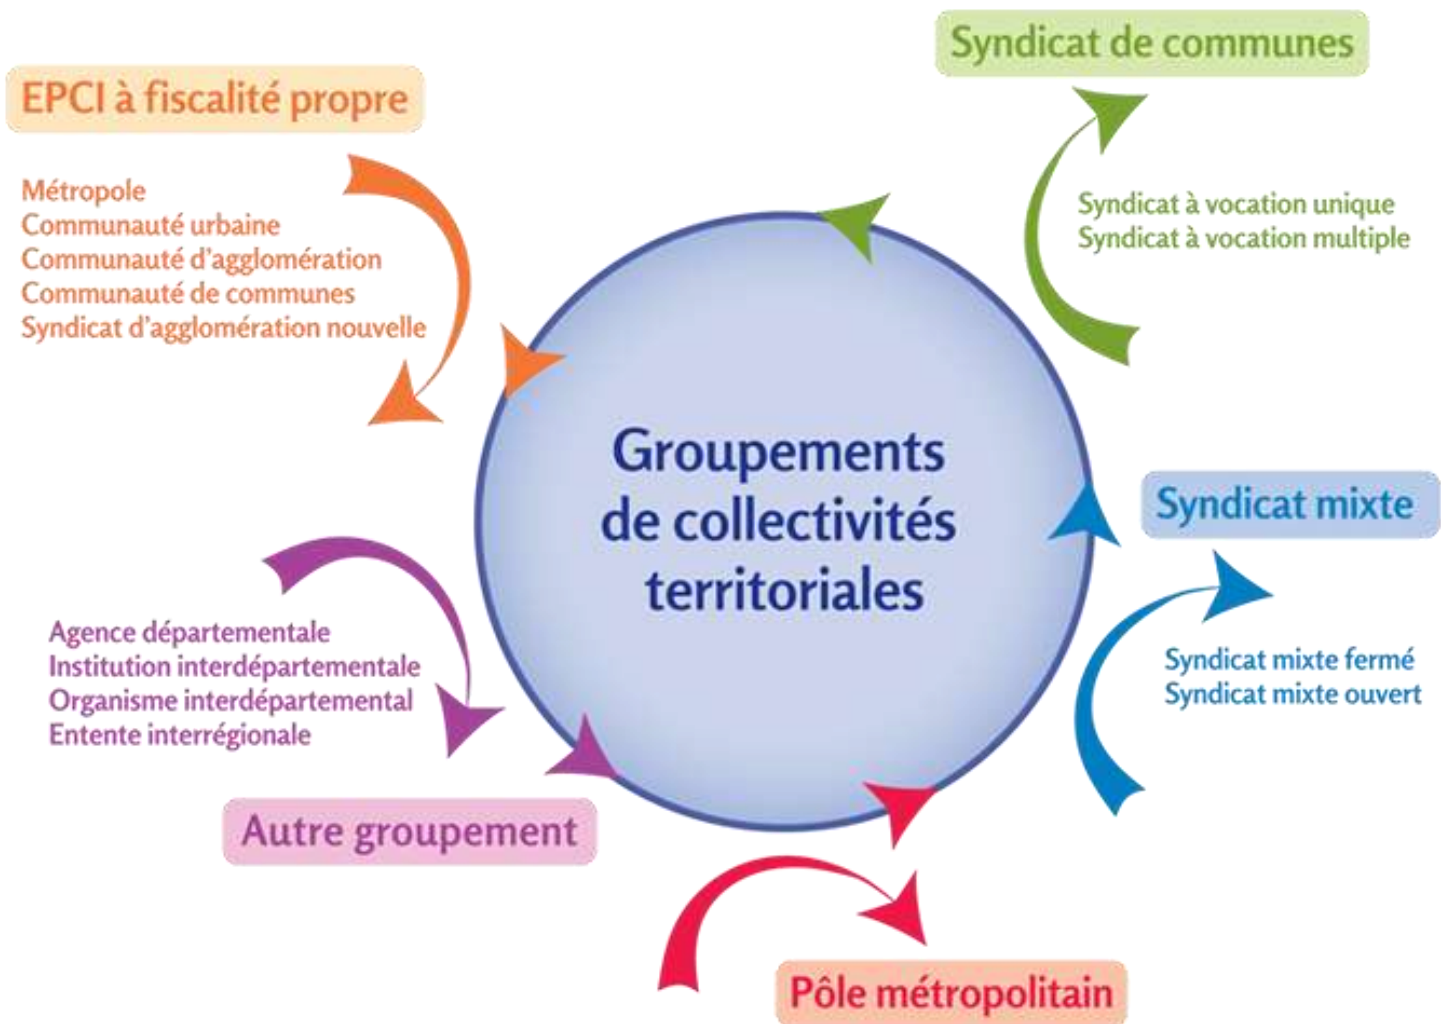 Syndicat de communes
EPCI à fiscalité propre
Métropole
Communauté urbaine
Communauté d'agglomération
Communauté de communes
Syndicat d'agglomération nouvelle
Syndicat à vocation unique
Syndicat à vocation multiple
Groupements
de collectivités
territoriales
Syndicat mixte
Syndicat mixte fermé
Syndicat mixte ouvert
Agence départementale
Institution interdépartementale
Organisme interdépartemental
Entente interrégionale
Autre groupement
Pôle métropolitain